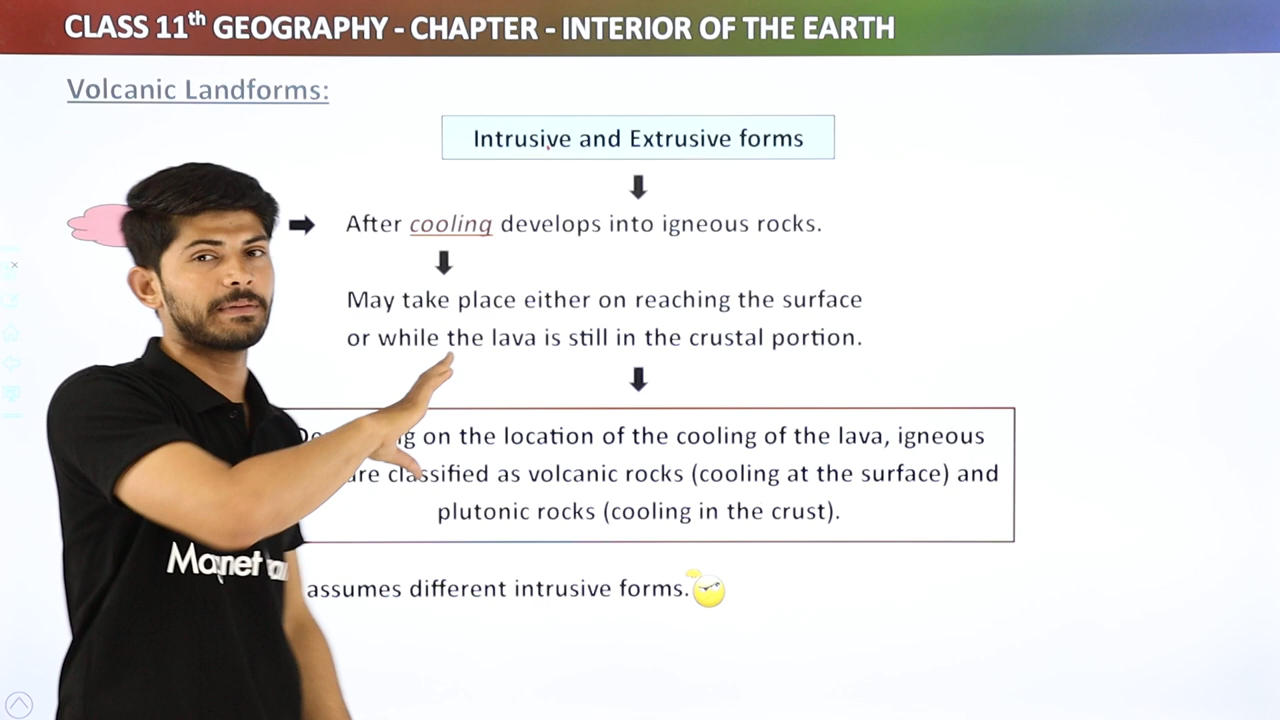 CLASS 11th GEOGRAPHY - CHAPTER - INTERIOR OF THE EARTH
Volcanic Landforms:
Intrusive and Extrusive forms
After cooling develops into igneous rocks.
May take place either on reaching the surface
or while the lava is still in the crustal portion.
on the location of the cooling of the lava, igneous
are classified as volcanic rocks (cooling at the surface) and
plutonic rocks (cooling in the crust).
assumes different intrusive forms.
Magnet